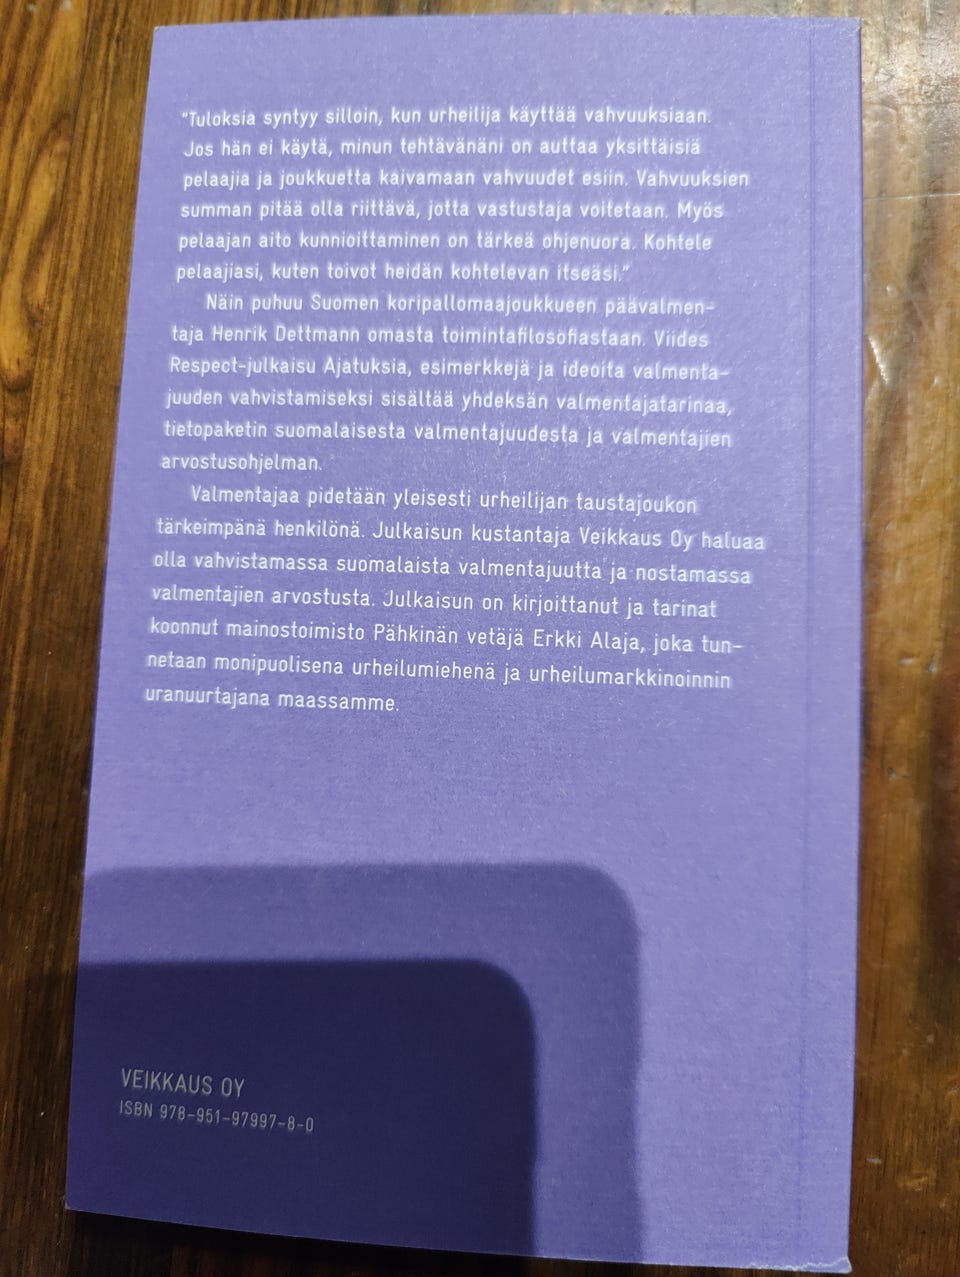 "Tuloksia syntyy silloin, kun urheilija käyttää vahvuuksiaan.
Jos hän ei käytä, minun tehtävänäni on auttaa yksittäisiä
pelaajia ja joukkuetta kaivamaan vahvuudet esiin. Vahvuuksien
summan pitää olla riittävä, jotta vastustaja voitetaan. Myös
pelaajan aito kunnioittaminen on tärkeä ohjenuora. Kohtele
pelaajiasi, kuten toivot heidän kohtelevan itseäsi."
Näin puhuu Suomen koripallomaajoukkueen päävalmen-
taja Henrik Dettmann omasta toimintafilosofiastaan. Viides
Respect-julkaisu Ajatuksia, esimerkkejä ja ideoita valmenta-
juuden vahvistamiseksi sisältää yhdeksän valmentajatarinaa,
tietopaketin suomalaisesta valmentajuudesta ja valmentajien
arvostusohjelman.
Valmentajaa pidetään yleisesti urheilijan taustajoukon
tärkeimpänä henkilönä. Julkaisun kustantaja Veikkaus Oy haluaa
olla vahvistamassa suomalaista valmentajuutta ja nostamassa
valmentajien arvostusta. Julkaisun on kirjoittanut ja tarinat
koonnut mainostoimisto Pähkinän vetäjä Erkki Alaja, joka tun-
netaan monipuolisena urheilumiehenä ja urheilumarkkinoinnin
uranuurtajana maassamme.
VEIKKAUS OY
ISBN 978-951-97997-8-0